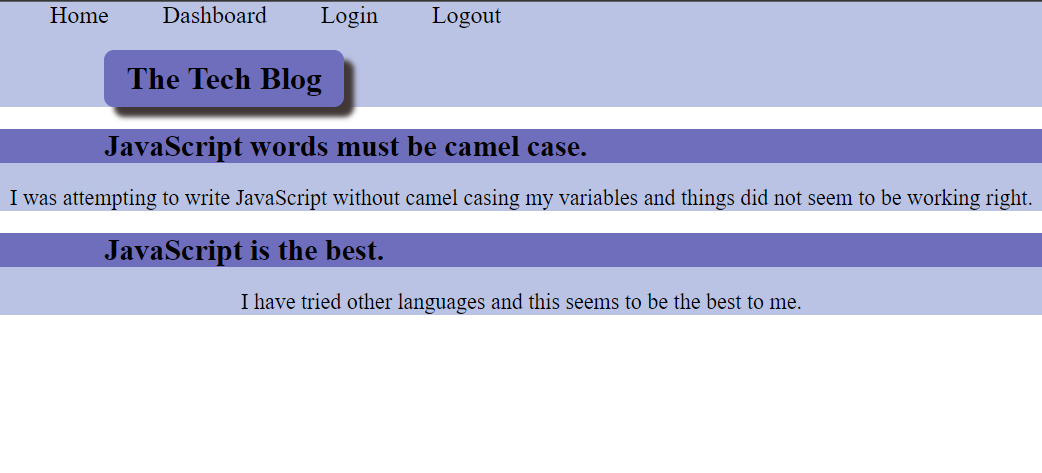 Home Dashboard Login Logout
The Tech Blog
JavaScript words must be camel case.
I was attempting to write JavaScript without camel casing my variables and things did not seem to be working right.
JavaScript is the best.
I have tried other languages and this seems to be the best to me.